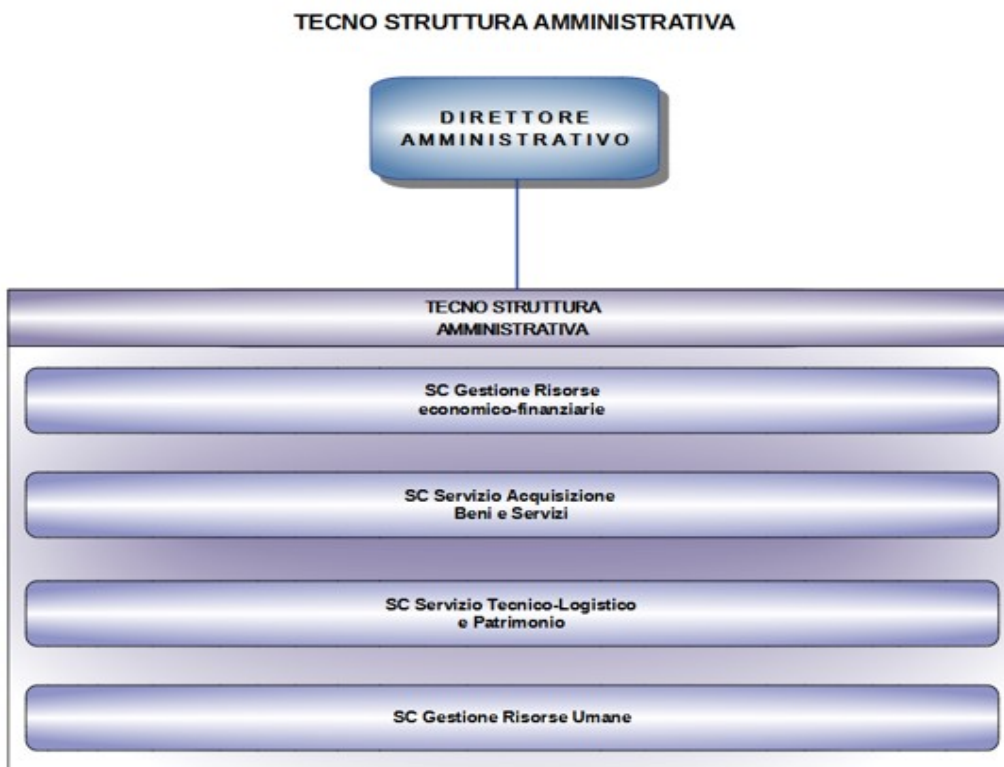 TECNO STRUTTURA AMMINISTRATIVA
DIRETTORE
AMMINISTRATIVO
TECNO STRUTTURA
AMMINISTRATIVA
SC Gestione Risorse
economico-finanziarie
SC Servizio Acquisizione
Beni e Servizi
SC Servizio Tecnico-Logistico
e Patrimonio
SC Gestione Risorse Umane